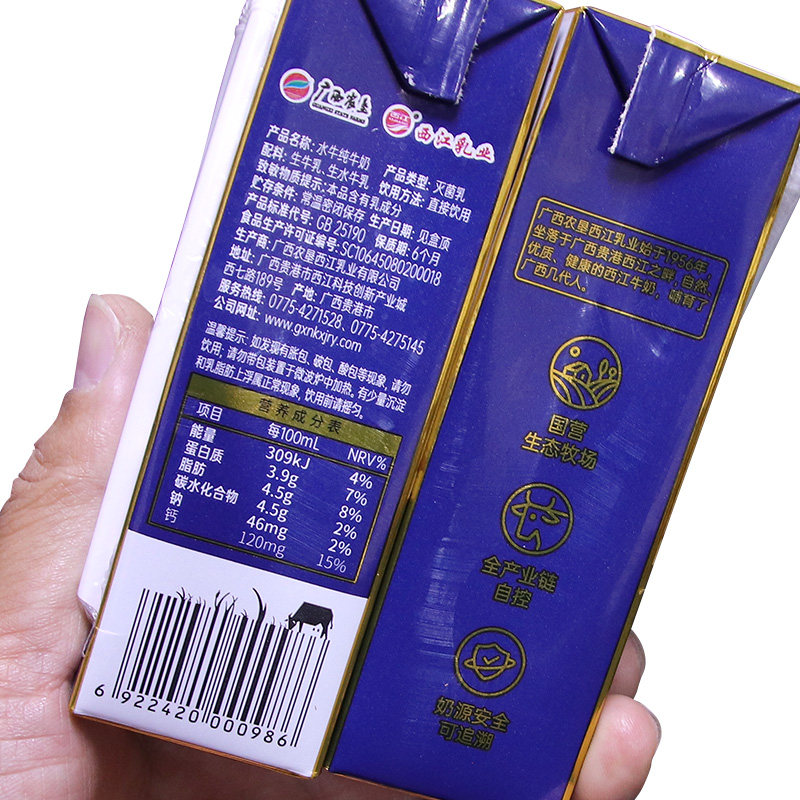 广西农垦
GUANGXI STATE FARMS
西江乳业
产品名称: 水牛纯牛奶 产品类型: 灭菌乳
配料: 生牛乳、生水牛乳 饮用方法: 直接饮用
致敏物质提示: 本品含有乳成分
贮存条件: 常温密闭保存 生产日期: 见盒顶
产品标准代号: GB 25190 保质期: 6个月
食品生产许可证编号: SC10645080200018
生产商: 广西农垦西江乳业有限公司
地址: 广西贵港市西江科技创新产业城
西七路189号 产地: 广西贵港市
服务热线: 0775-4271528、0775-4275145
公司网址: www.gxnkxjry.com
温馨提示: 如发现有胀包、破包、酸包等现象, 请勿
饮用, 请勿带包装置于微波炉中加热。有少量沉淀
和乳脂肪上浮属正常现象, 饮用前请摇匀。
营养成分表
项目 每100mL NRV%
能量 309kJ 4%
蛋白质 3.9g 7%
脂肪 4.5g 8%
碳水化合物 4.5g 2%
钠 46mg 2%
钙 120mg 15%
6 922420 000986
广西农垦西江乳业始于1956年,
坐落于广西贵港西江之畔,自然、
优质、健康的西江牛奶, 哺育了
广西几代人。
国营
生态牧场
全产业链
自控
奶源安全
可追溯